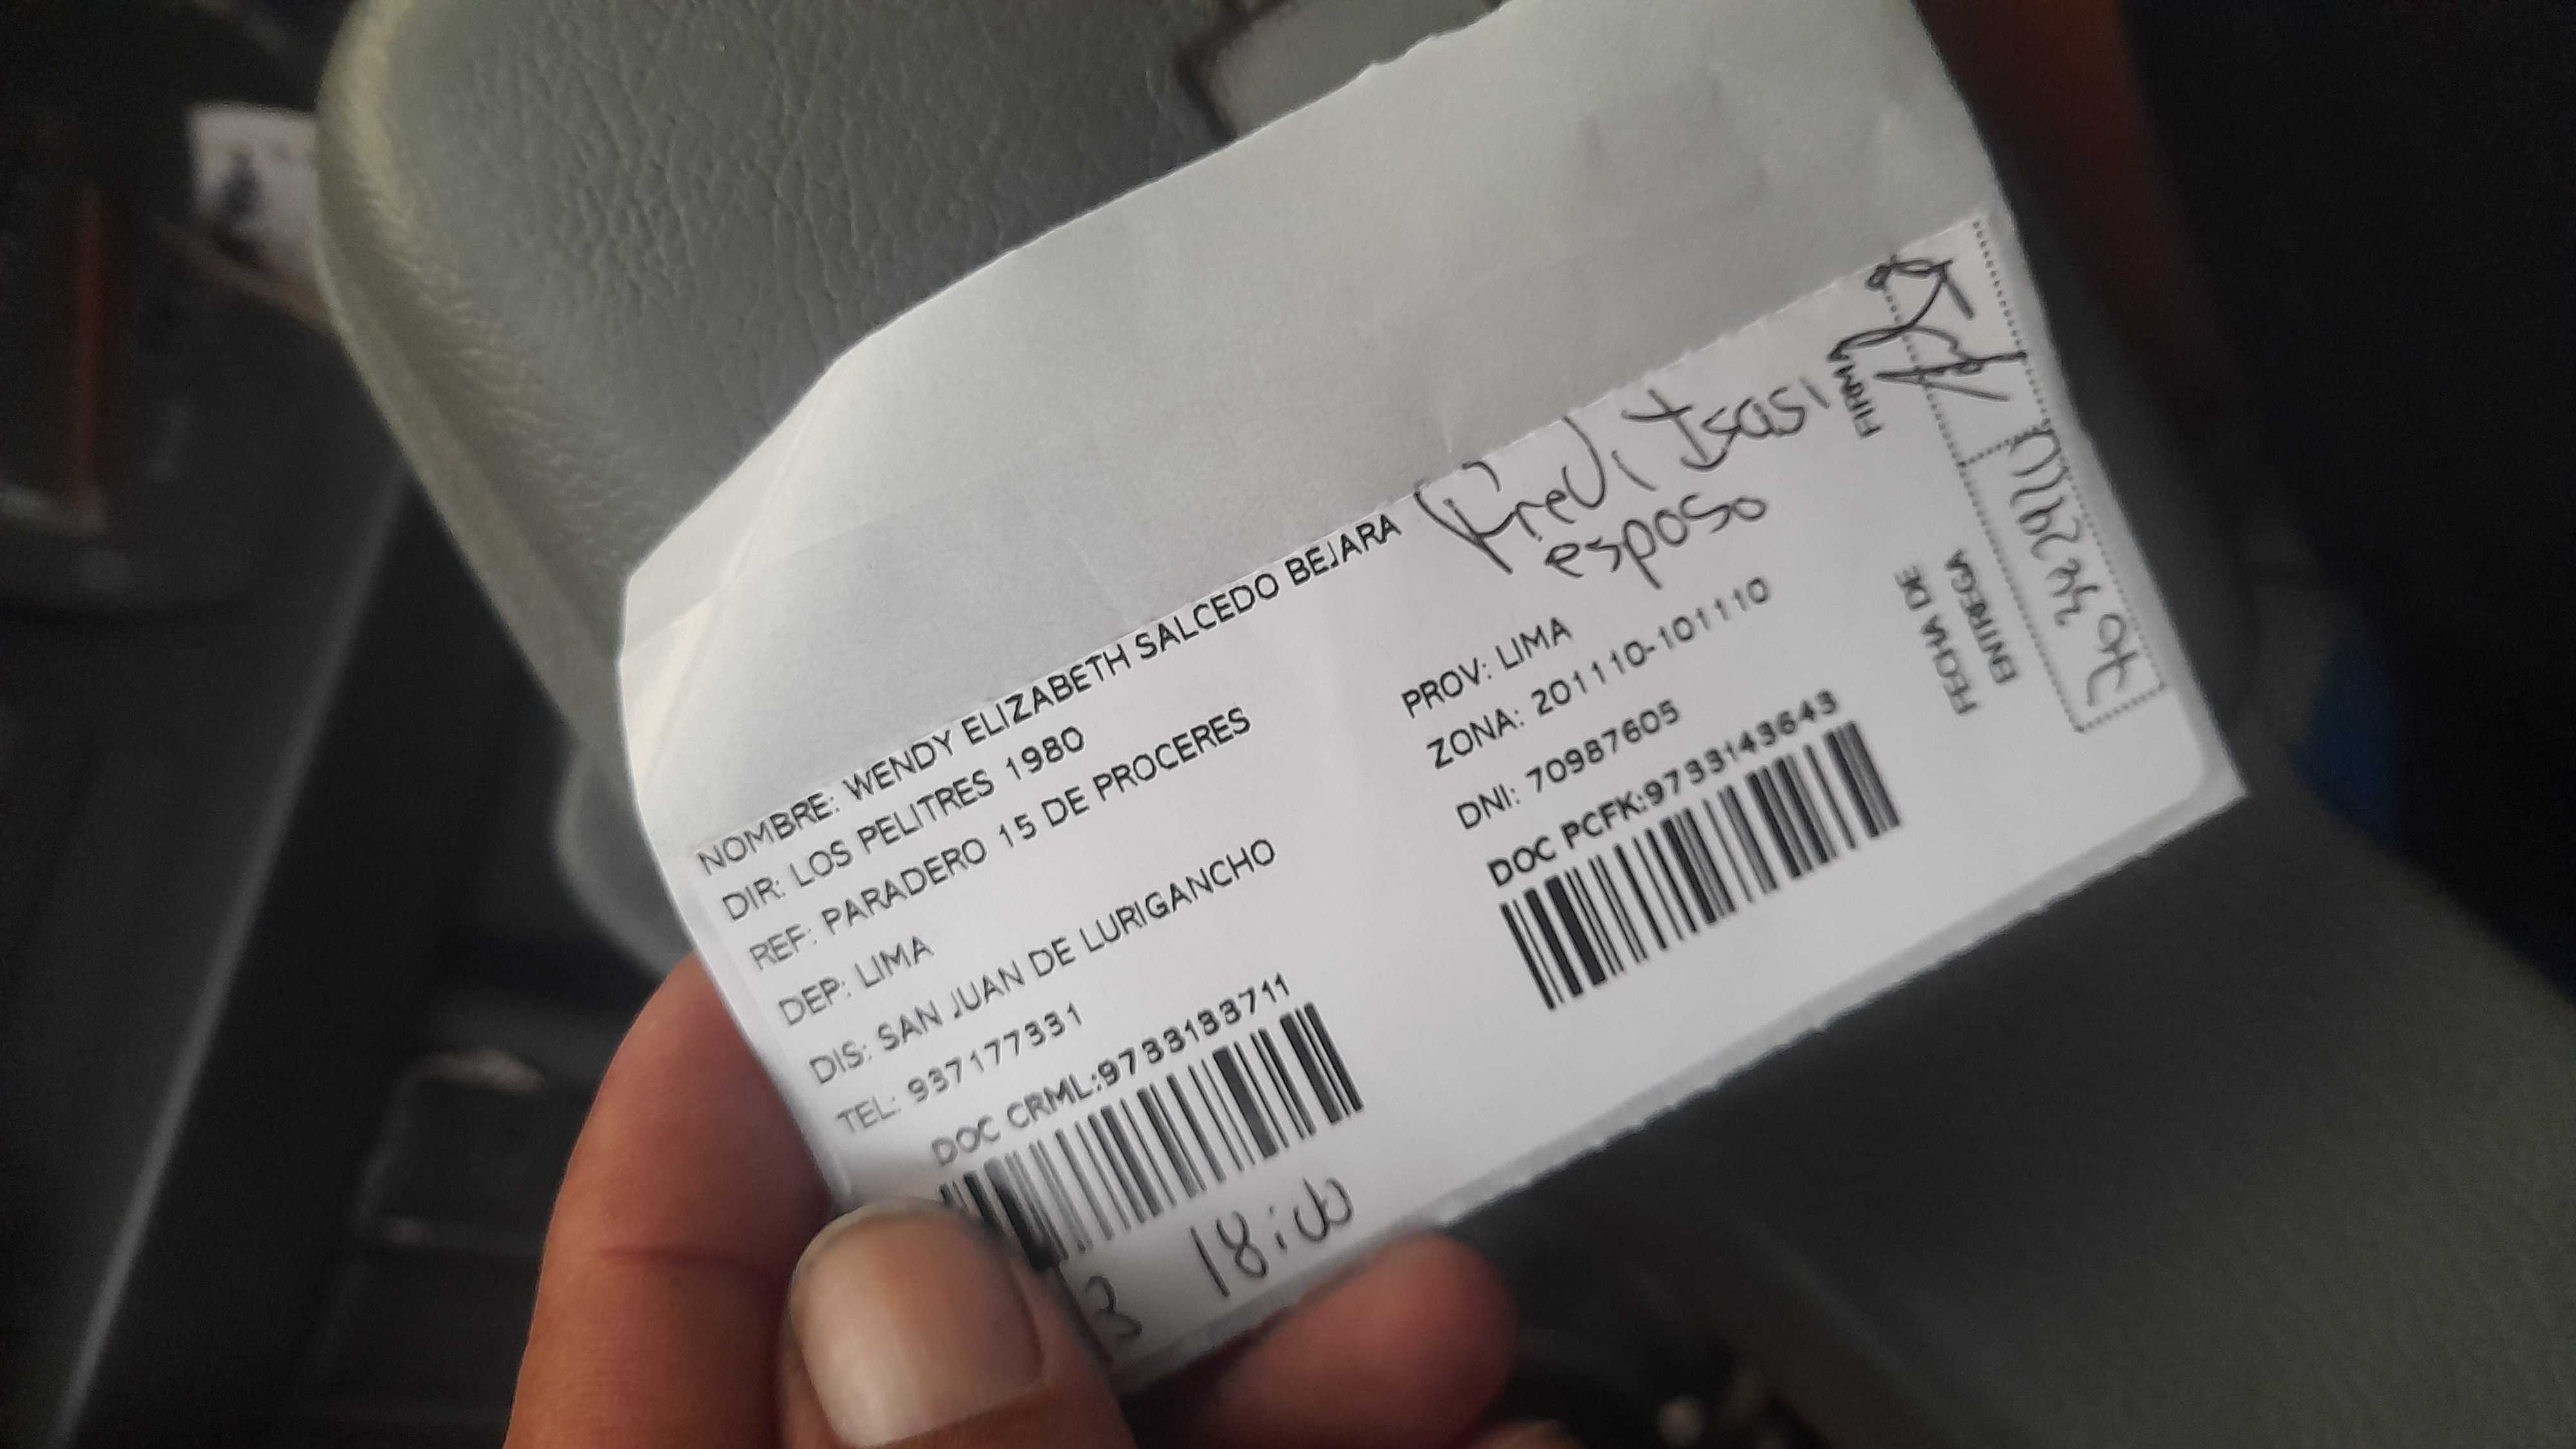 NOMBRE: WENDY ELIZABETH SALCEDO BEJARA
Fredi Isasi
esposo
DIR: LOS PELITRES 1980
REF: PARADERO 15 DE PROCERES
DEP: LIMA
PROV: LIMA
DIS: SAN JUAN DE LURIGANCHO
ZONA: 201110-101110
TEL: 937177331
DNI: 70987605
DOC CRML:9733133711
DOC PCFK:9733143643
FIRMA
FECHA DE
ENTREGA
3 18:00